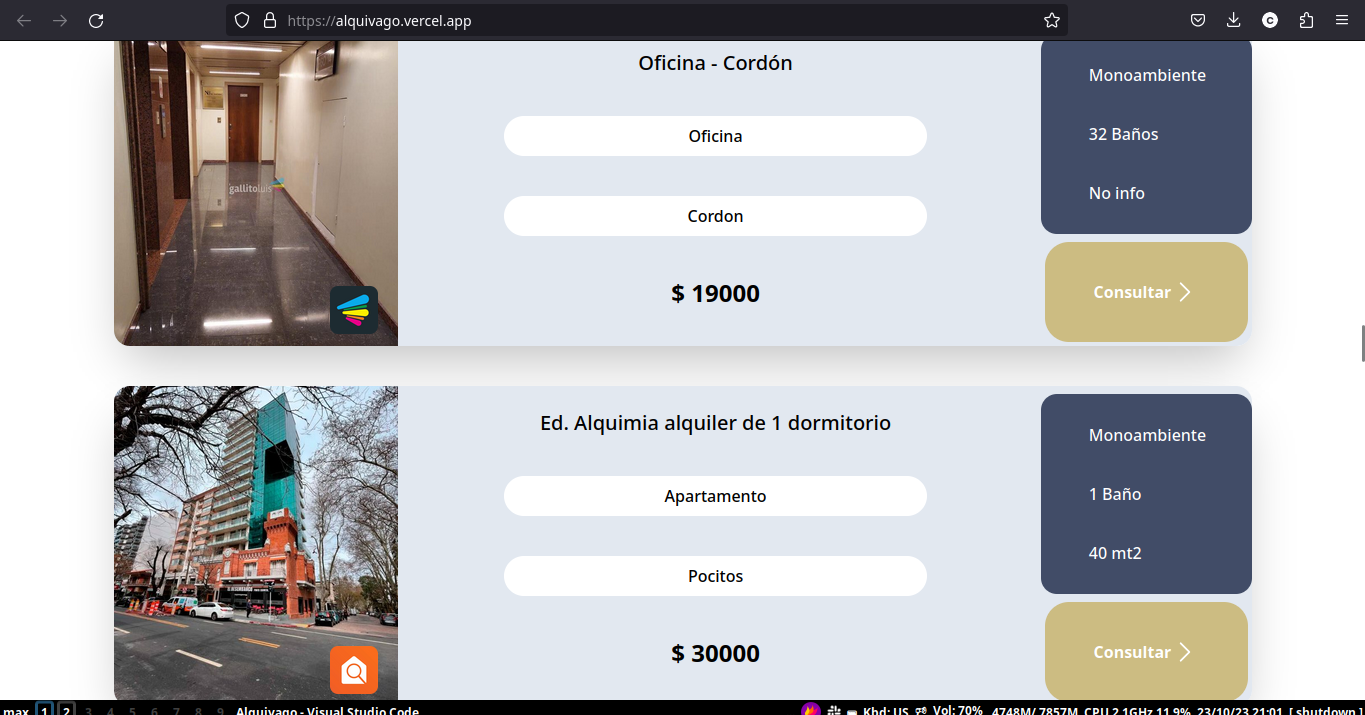 https://alquivago.vercel.app
C
Oficina - Cordón
Oficina
Cordon
$ 19000
gallitoluis
Monoambiente
32 Baños
No info
Consultar
Ed. Alquimia alquiler de 1 dormitorio
Apartamento
Pocitos
$ 30000
Monoambiente
1 Baño
40 mt2
Consultar
max 1 2 3 4 5 6 7 8 9 Alquivago - Visual Studio Code Kbd: US Vol: 70% 4748M/ 7857M CPU 2.1GHz 11.9% 23/10/23 21:01 [ shutdown ]